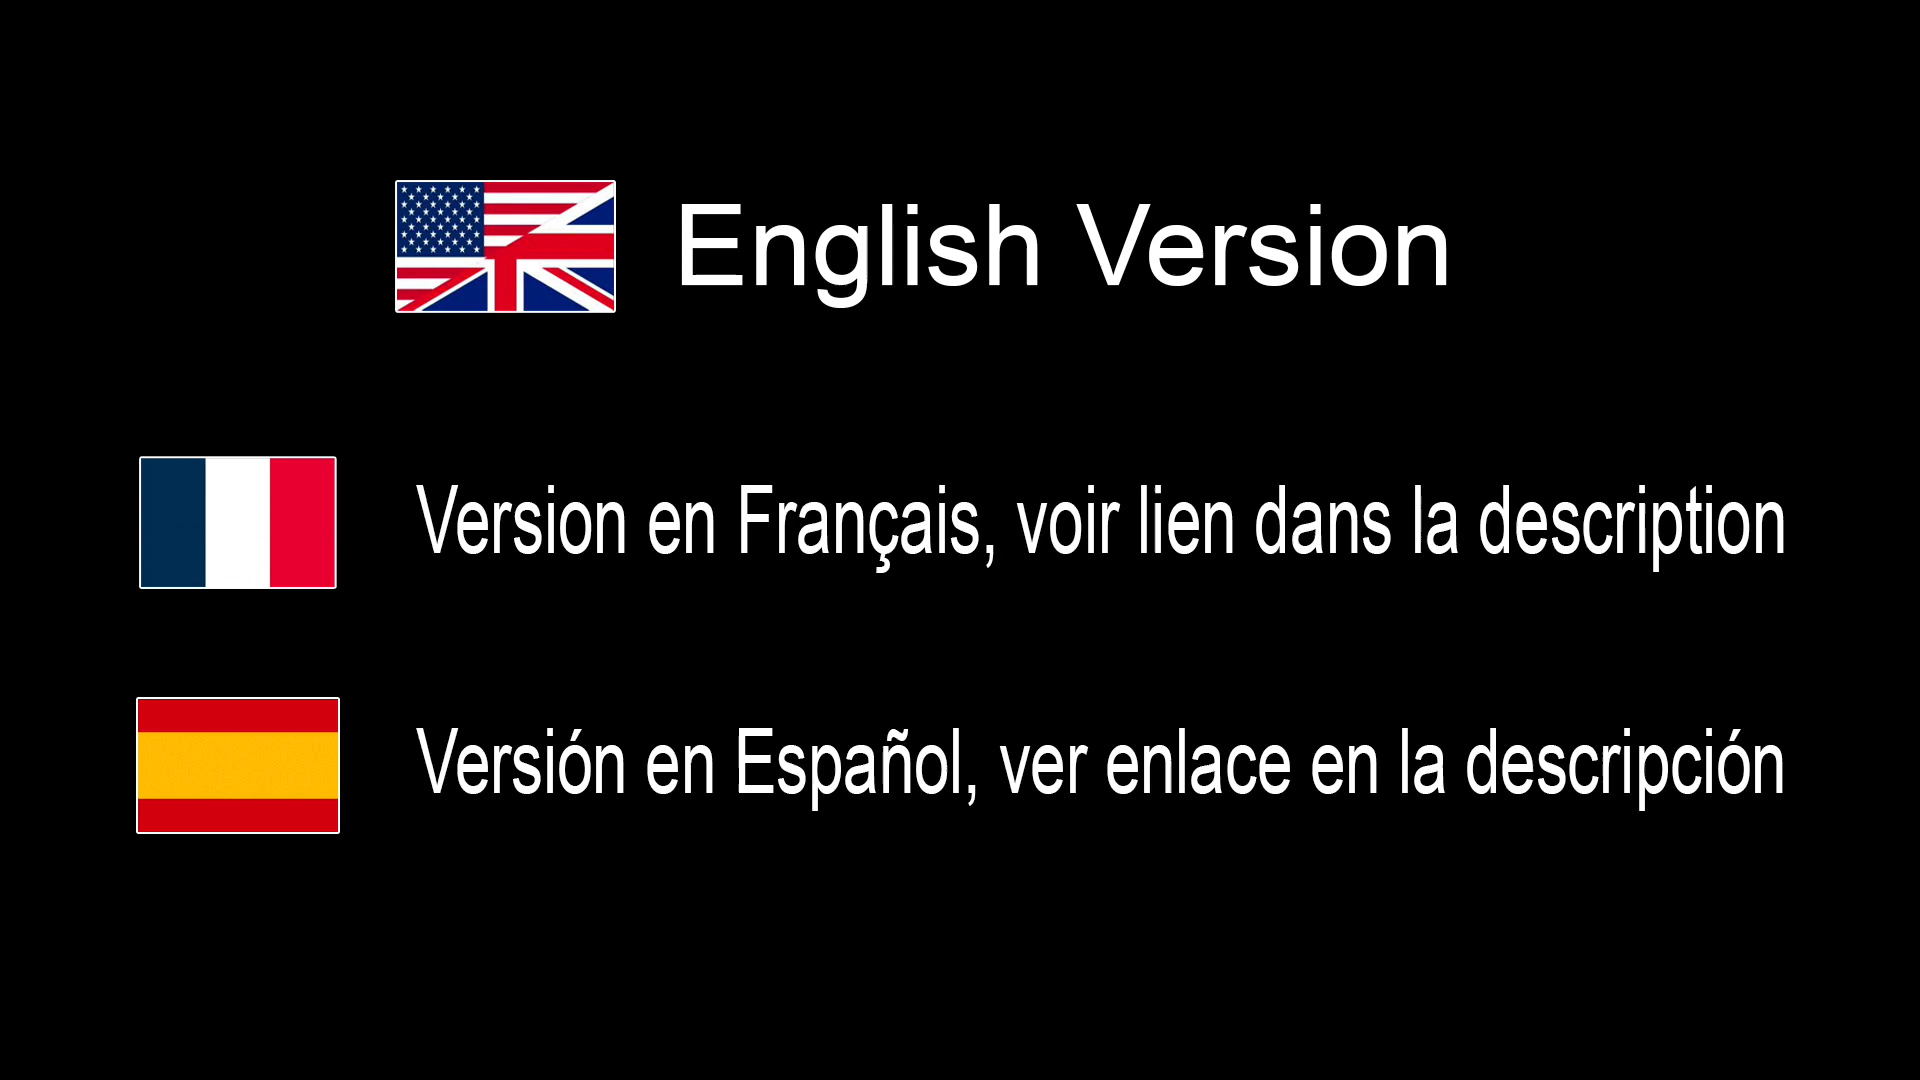 English Version
Version en Français, voir lien dans la description
Versión en Español, ver enlace en la descripción